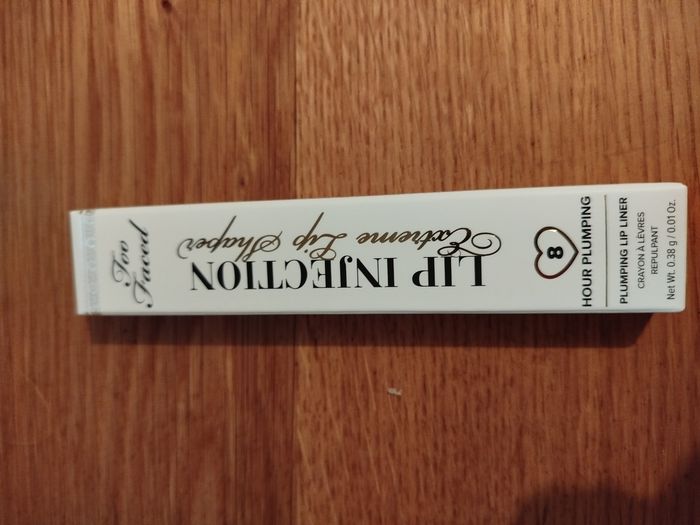 Too
Faced
LIP INJECTION
Extreme Lip Shaper
8
HOUR PLUMPING
PLUMPING LIP LINER
CRAYON À LÈVRES
REPULPANT
Net Wt. 0.38 g / 0.01 Oz.